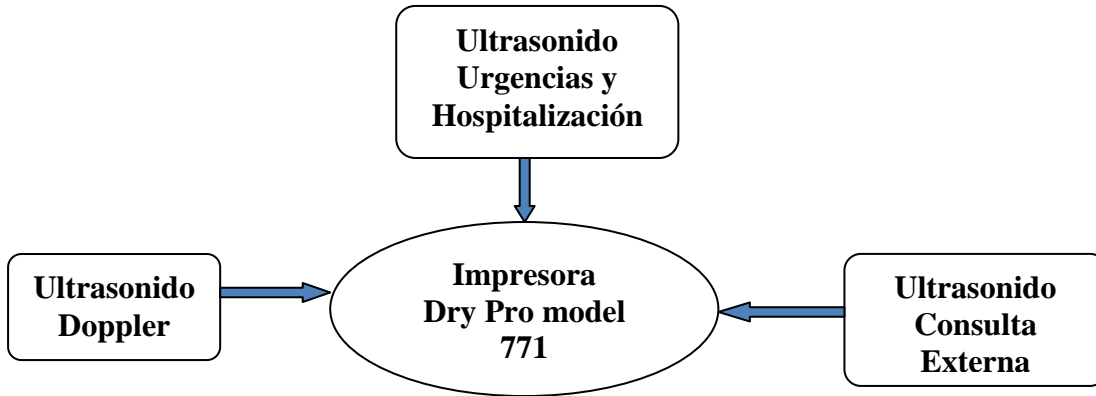 Ultrasonido
Urgencias y
Hospitalización
Ultrasonido
Doppler
Impresora
Dry Pro model
771
Ultrasonido
Consulta
Externa